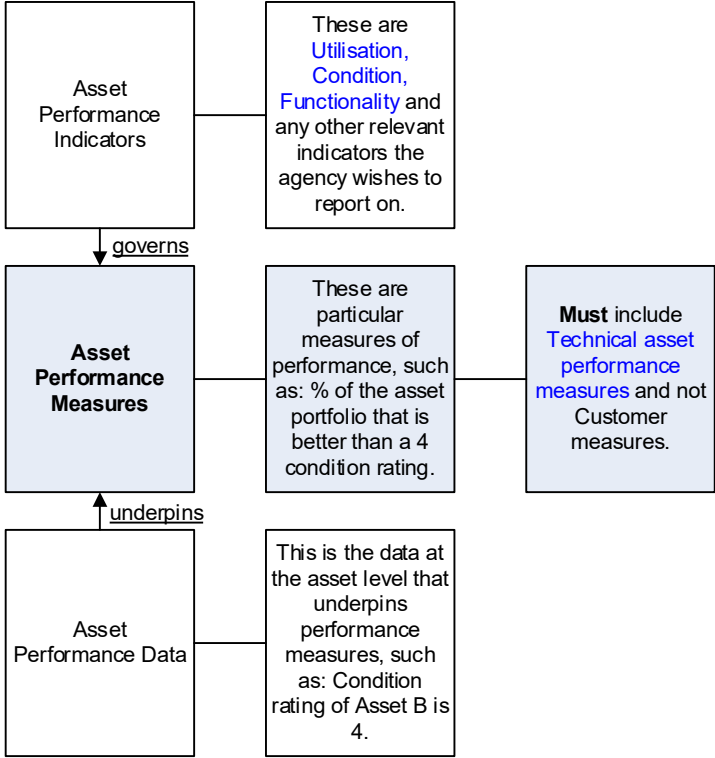 Asset
Performance
Indicators
These are
Utilisation,
Condition,
Functionality and
any other relevant
indicators the
agency wishes to
report on.
governs
Asset
Performance
Measures
These are
particular
measures of
performance, such
as: % of the asset
portfolio that is
better than a 4
condition rating.
Must include
Technical asset
performance
measures and not
Customer
measures.
underpins
Asset
Performance Data
This is the data at
the asset level that
underpins
performance
measures, such
as: Condition
rating of Asset B is
4.